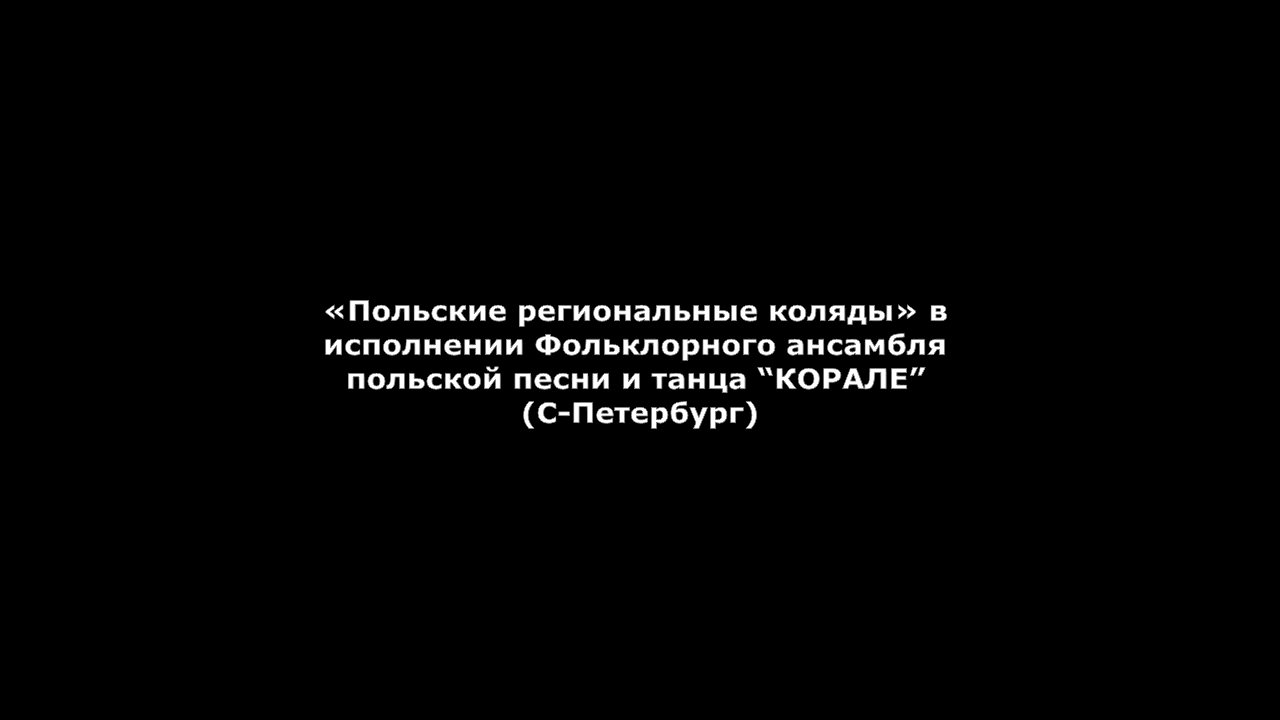 «Польские региональные коляды» в
исполнении Фольклорного ансамбля
польской песни и танца “КОРАЛЕ”
(С-Петербург)